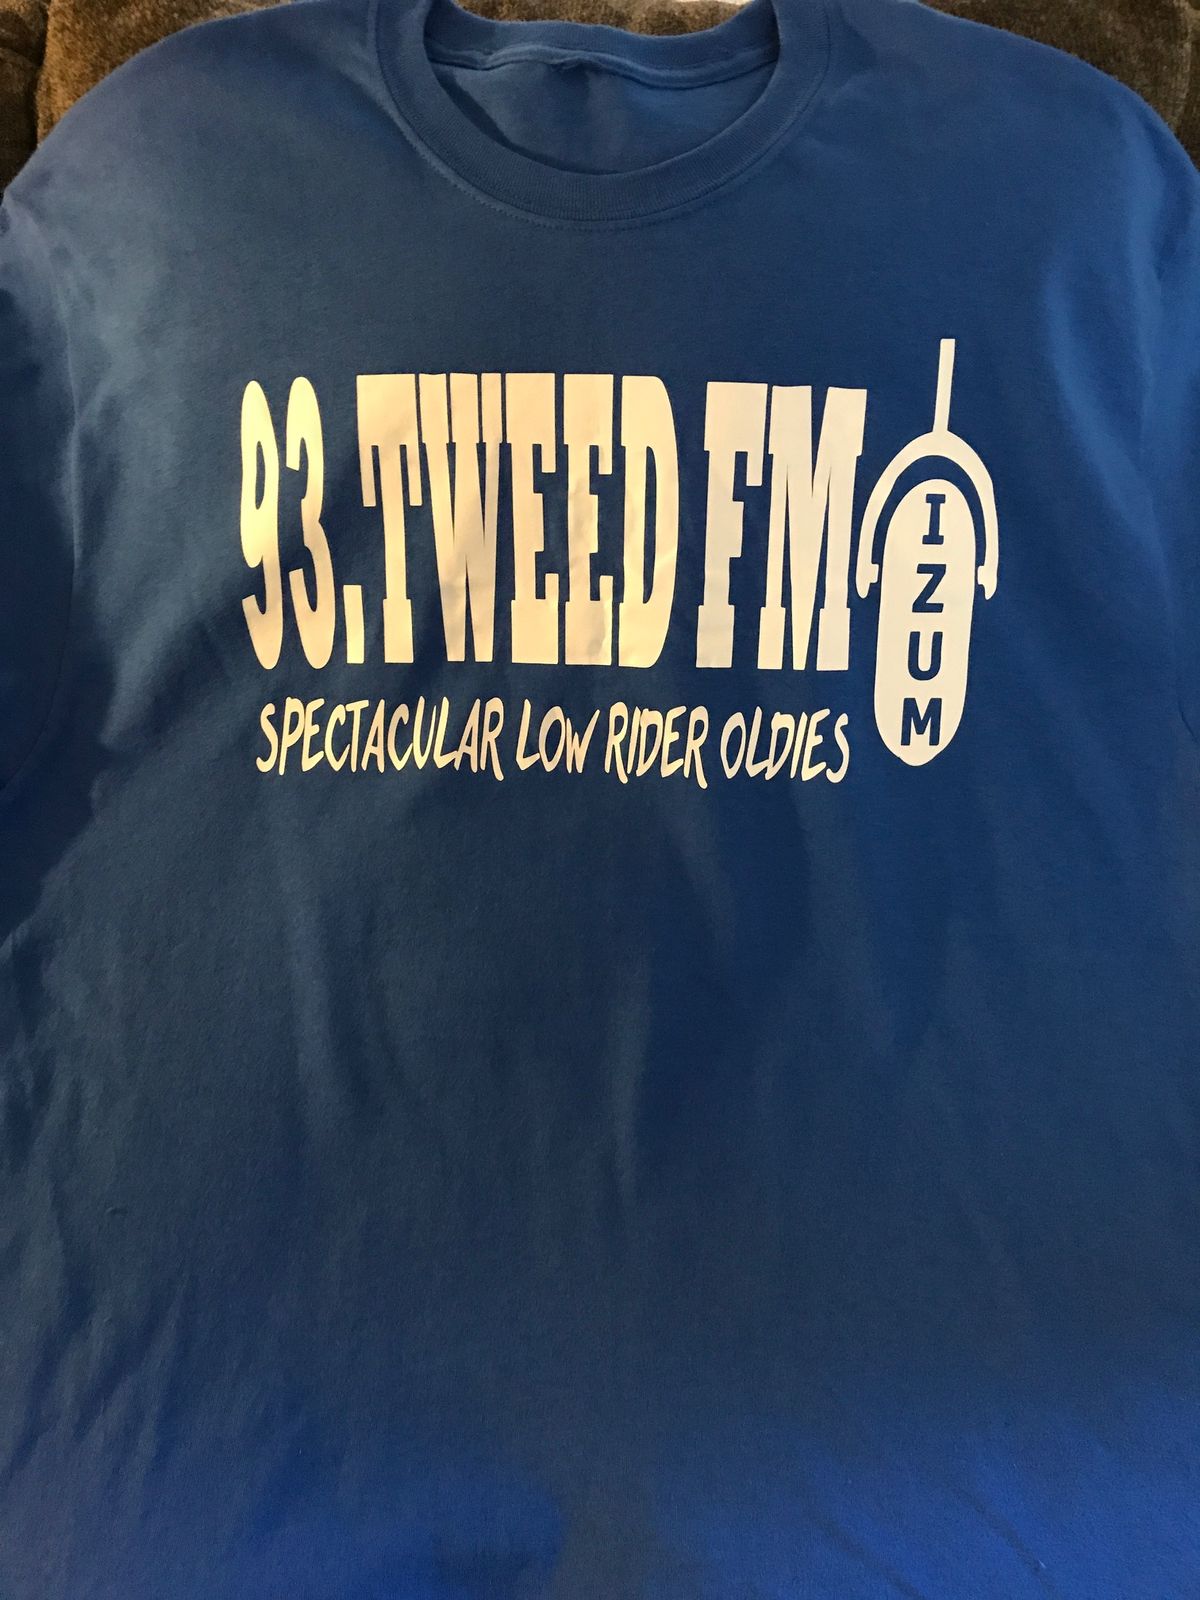 93.TWEED FM
IZUM
SPECTACULAR LOW RIDER OLDIES